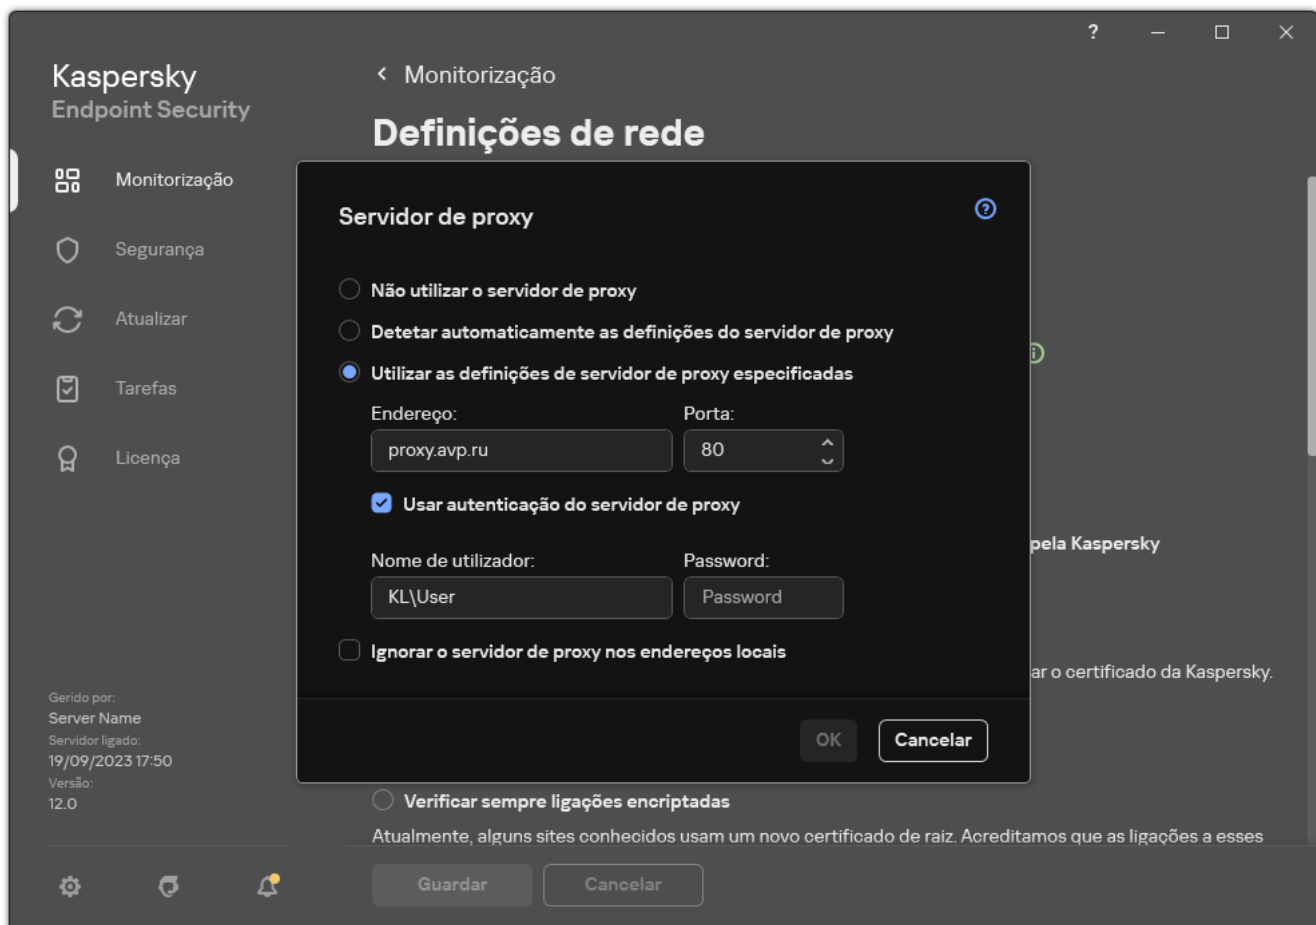 ?
Kaspersky
Endpoint Security
Monitorização
Segurança
Atualizar
Tarefas
Licença
Gerido por:
Server Name
Servidor ligado:
19/09/2023 17:50
Versão:
12.0
Monitorização
Definições de rede
Servidor de proxy
?
Não utilizar o servidor de proxy
Detetar automaticamente as definições do servidor de proxy
Utilizar as definições de servidor de proxy especificadas
Endereço: Porta:
proxy.avp.ru 80
Usar autenticação do servidor de proxy
Nome de utilizador: Password:
KL\User Password
Ignorar o servidor de proxy nos endereços locais
OK Cancelar
pela Kaspersky
ar o certificado da Kaspersky.
Verificar sempre ligações encriptadas
Atualmente, alguns sites conhecidos usam um novo certificado de raiz. Acreditamos que as ligações a esses
Guardar Cancelar